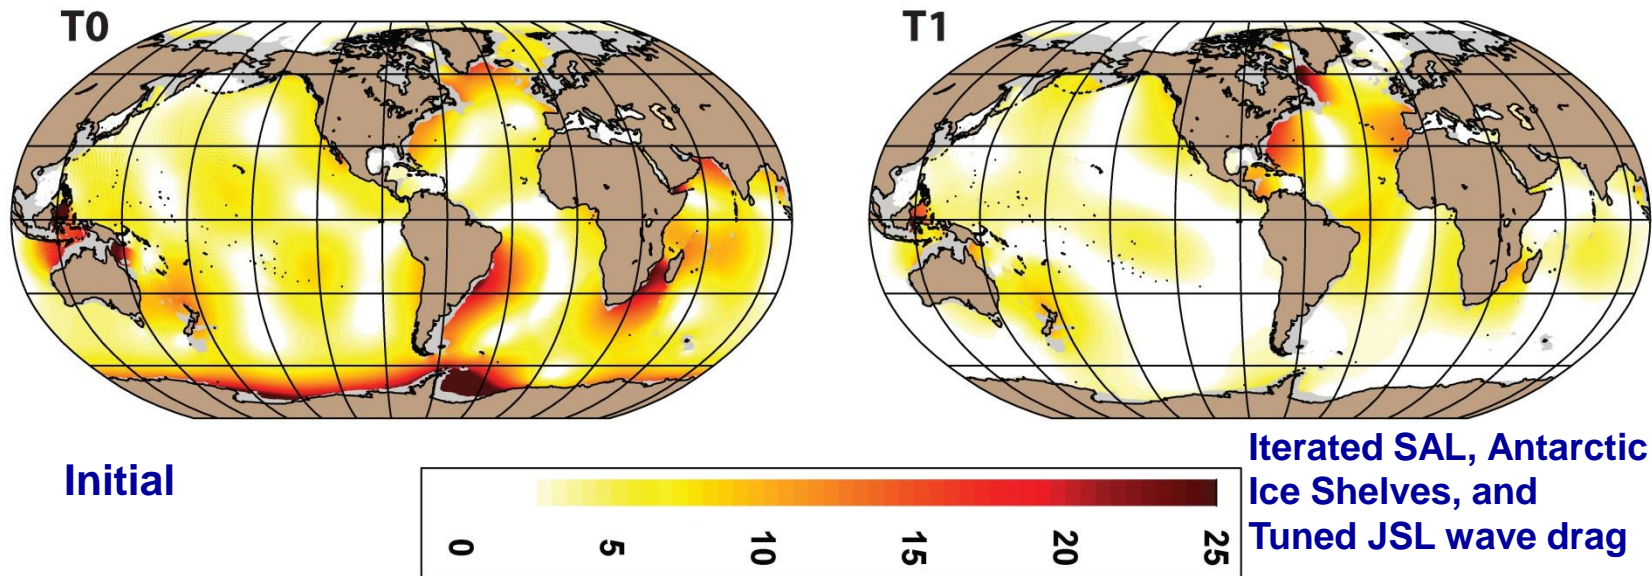 T0
T1
Initial
0
5
10
15
20
25
Iterated SAL, Antarctic
Ice Shelves, and
Tuned JSL wave drag